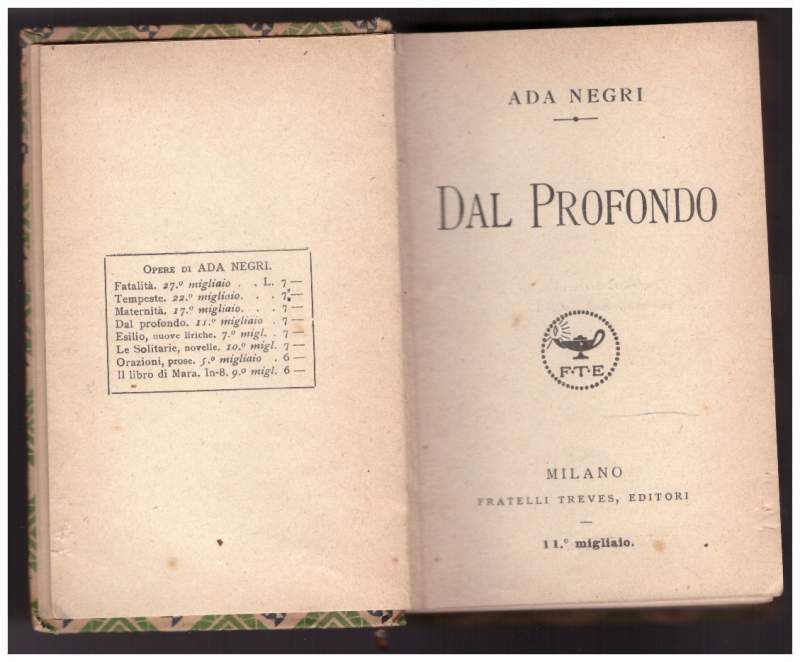 OPERE DI ADA NEGRI.
Fatalità. 27.º migliaio . . L. 7 —
Tempeste. 22.º migliaio. . . 7 —
Maternità. 17.º migliaio. . . 7 —
Dal profondo. 11.º migliaio . 7 —
Esilio, nuove liriche. 7.º migl. . 7 —
Le Solitarie, novelle. 10.º migl. 7 —
Orazioni, prose. 5.º migliaio . 6 —
Il libro di Mara. In-8. 9.º migl. 6 —
ADA NEGRI
DAL PROFONDO
F·T·E
MILANO
FRATELLI TREVES, EDITORI
11.º migliaio.